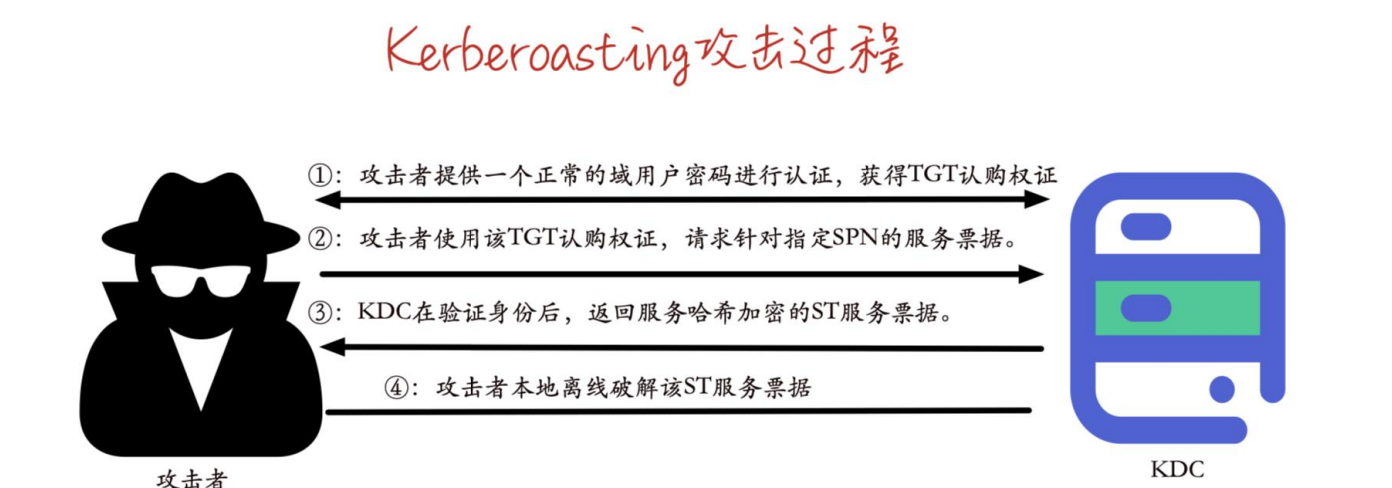 Kerberoasting攻击过程
①：攻击者提供一个正常的域用户密码进行认证，获得TGT认购权证
②：攻击者使用该TGT认购权证，请求针对指定SPN的服务票据。
③：KDC在验证身份后，返回服务哈希加密的ST服务票据。
④：攻击者本地离线破解该ST服务票据
攻击者
KDC